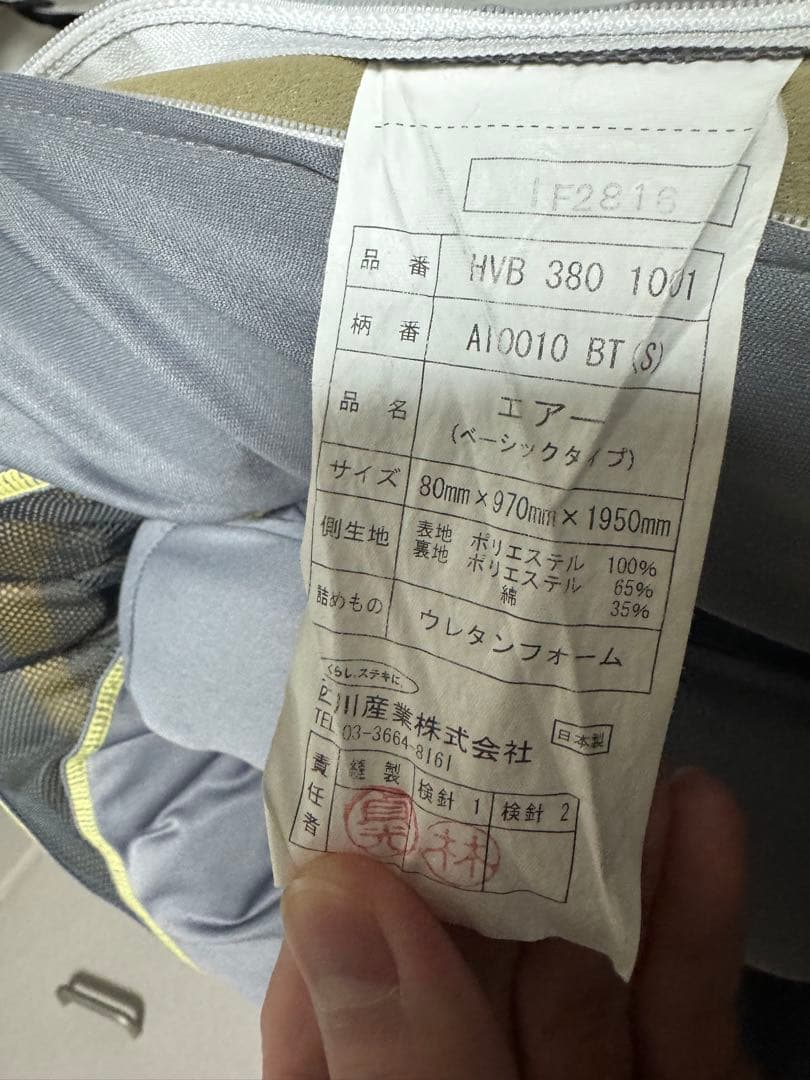 1F2816
品番 HVB 380 1001
柄番 AI0010 BT(S)
品名 エアー
(ベーシックタイプ)
サイズ 80mm×970mm×1950mm
側生地 表地 ポリエステル 100%
裏地 ポリエステル 65%
綿 35%
詰めもの ウレタンフォーム
くらし、ステキに。
西川産業株式会社 日本製
TEL 03-3664-8161
責任者 縫製 検針1 検針2
林